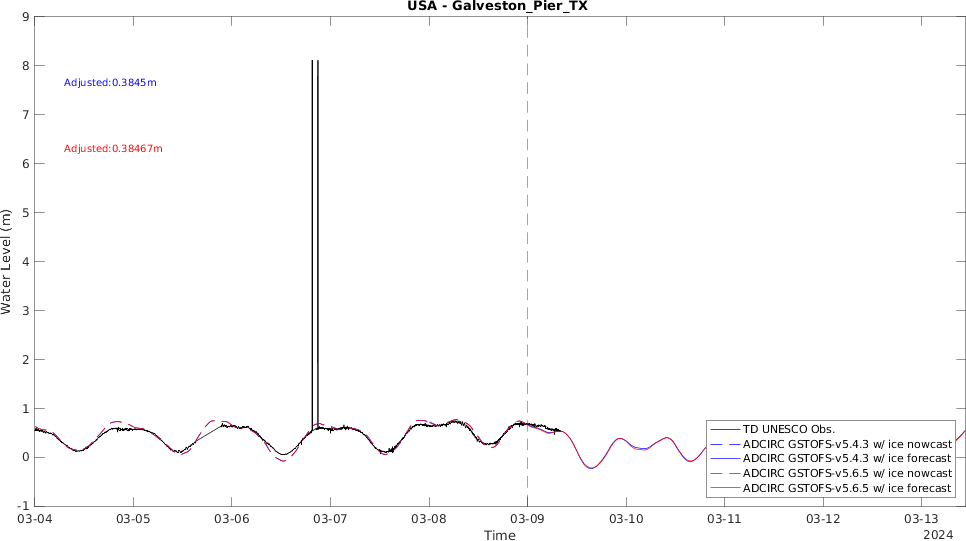 USA - Galveston_Pier_TX
9
8
Adjusted:0.3845m
7
Adjusted:0.38467m
6
5
4
3
2
1
0
-1
Water Level (m)
TD UNESCO Obs.
ADCIRC GSTOFS-v5.4.3 w/ ice nowcast
ADCIRC GSTOFS-v5.4.3 w/ ice forecast
ADCIRC GSTOFS-v5.6.5 w/ ice nowcast
ADCIRC GSTOFS-v5.6.5 w/ ice forecast
03-04 03-05 03-06 03-07 03-08 03-09 03-10 03-11 03-12 03-13
Time
2024